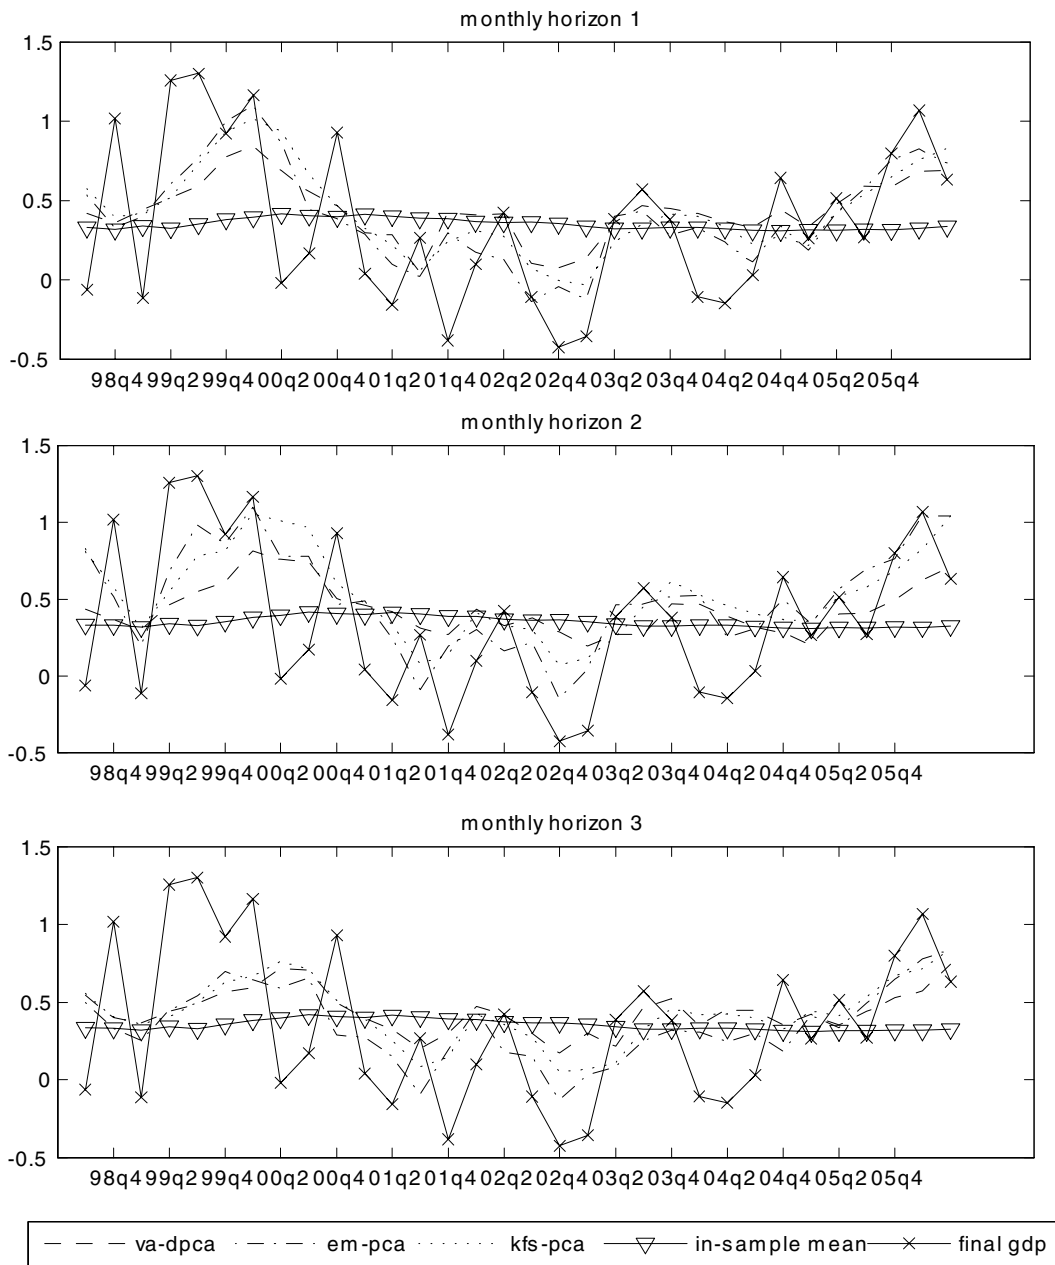 monthly horizon 1
1.5
1
0.5
0
-0.5
98q4 99q2 99q4 00q2 00q4 01q2 01q4 02q2 02q4 03q2 03q4 04q2 04q4 05q2 05q4
monthly horizon 2
1.5
1
0.5
0
-0.5
98q4 99q2 99q4 00q2 00q4 01q2 01q4 02q2 02q4 03q2 03q4 04q2 04q4 05q2 05q4
monthly horizon 3
1.5
1
0.5
0
-0.5
98q4 99q2 99q4 00q2 00q4 01q2 01q4 02q2 02q4 03q2 03q4 04q2 04q4 05q2 05q4
va-dpca em-pca kfs-pca in-sample mean final gdp